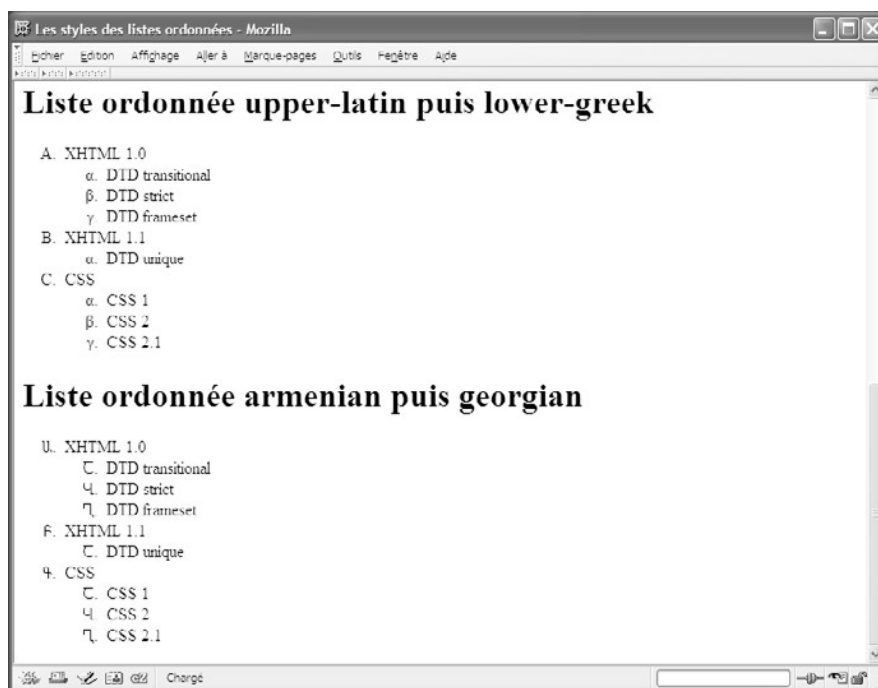 Les styles des listes ordonnées - Mozilla
Fichier Edition Affichage Aller à Marque-pages Outils Fenêtre Aide
Liste ordonnée upper-latin puis lower-greek
A. XHTML 1.0
α. DTD transitional
β. DTD strict
γ. DTD frameset
B. XHTML 1.1
α. DTD unique
C. CSS
α. CSS 1
β. CSS 2
γ. CSS 2.1
Liste ordonnée armenian puis georgian
Ա. XHTML 1.0
Ⴀ. DTD transitional
Ⴁ. DTD strict
Ⴂ. DTD frameset
Բ. XHTML 1.1
Ⴀ. DTD unique
Գ. CSS
Ⴀ. CSS 1
Ⴁ. CSS 2
Ⴂ. CSS 2.1
Chargé